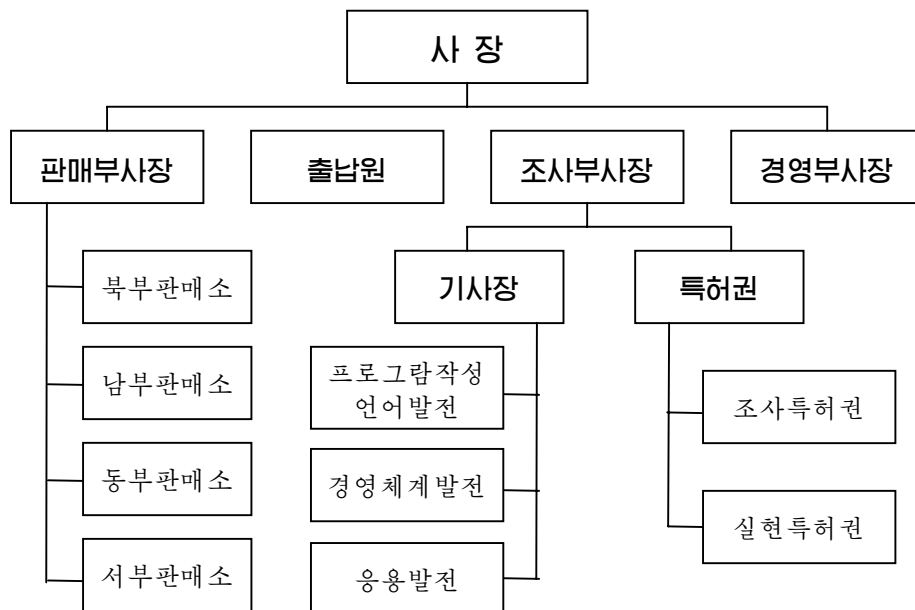 사 장
판매부사장
출납원
조사부사장
경영부사장
북부판매소
남부판매소
동부판매소
서부판매소
기사장
프로그람작성
언어발전
경영체계발전
응용발전
특허권
조사특허권
실현특허권